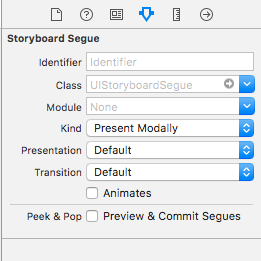 Storyboard Segue
Identifier Identifier
Class UIStoryboardSegue
Module None
Kind Present Modally
Presentation Default
Transition Default
Animates
Peek & Pop Preview & Commit Segues